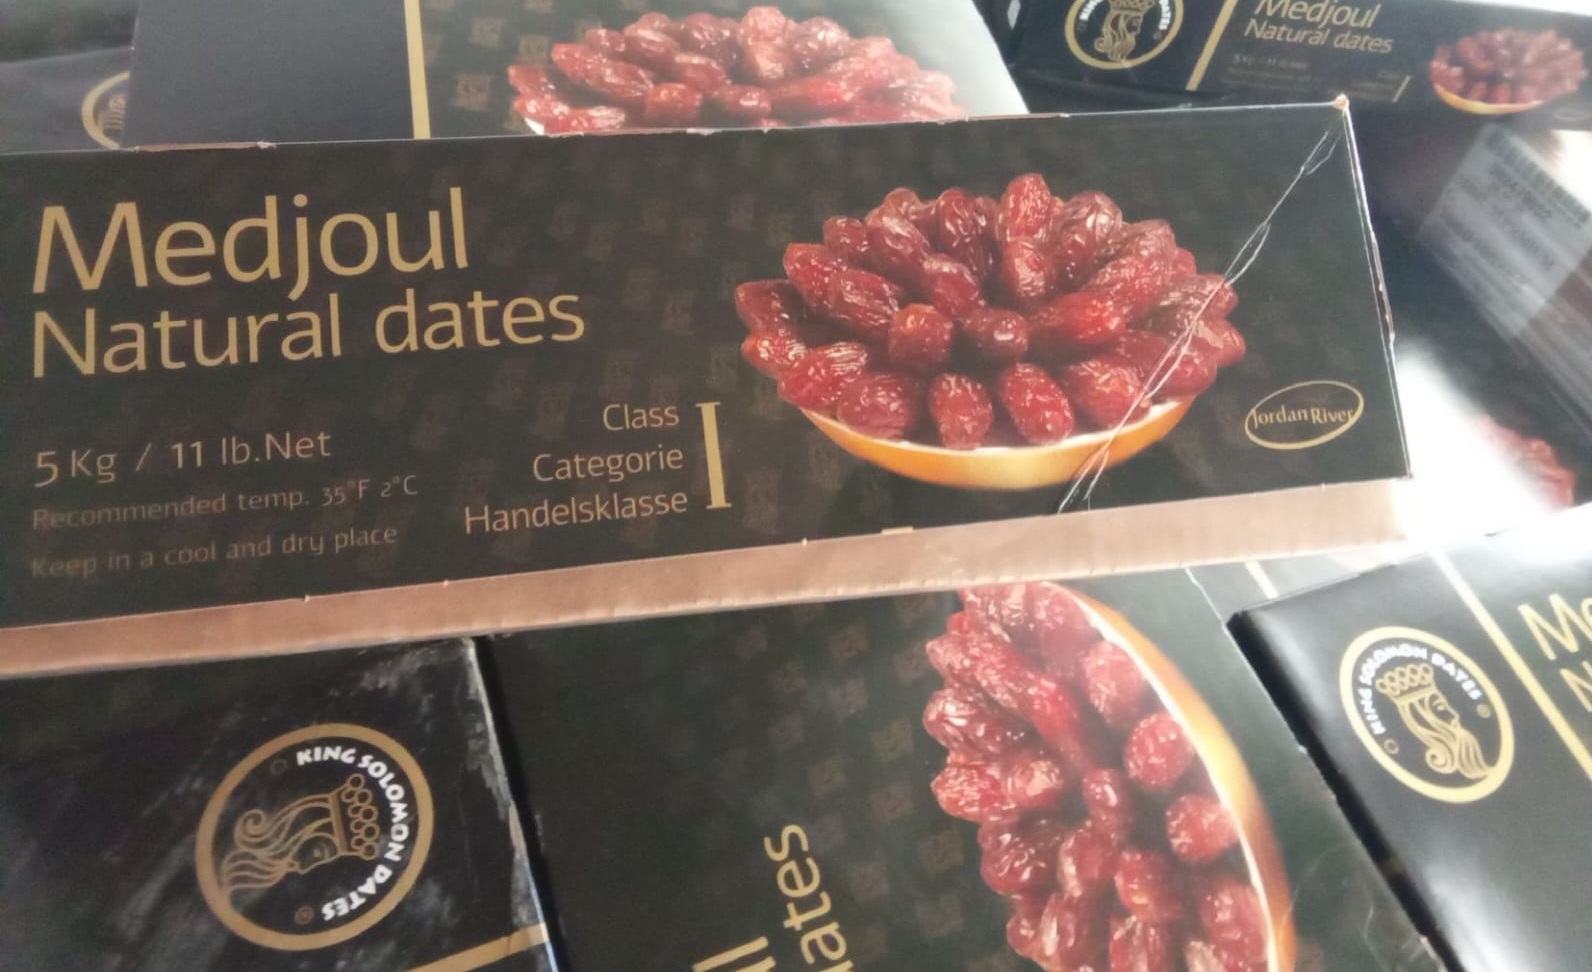 Medjoul
Natural dates
Medjoul
Natural dates
5 Kg / 11 lb.Net
Recommended temp. 35°F 2°C
Keep in a cool and dry place
Class
Categorie
Handelsklasse
I
Jordan River
KING SOLOMON DATES
KING SOLOMON DATES